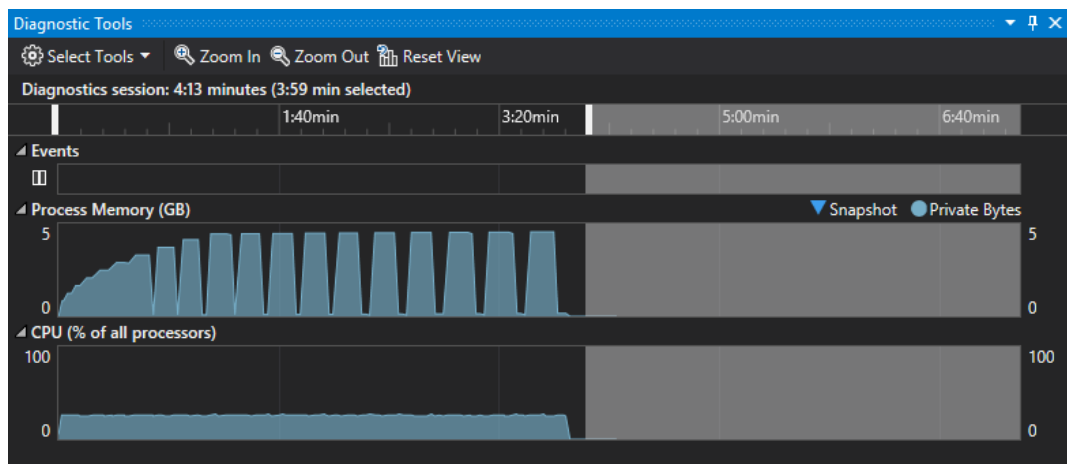 Diagnostic Tools
Select Tools Zoom In Zoom Out Reset View
Diagnostics session: 4:13 minutes (3:59 min selected)
1:40min 3:20min 5:00min 6:40min
Events
Process Memory (GB) Snapshot Private Bytes
5 5
0 0
CPU (% of all processors)
100 100
0 0